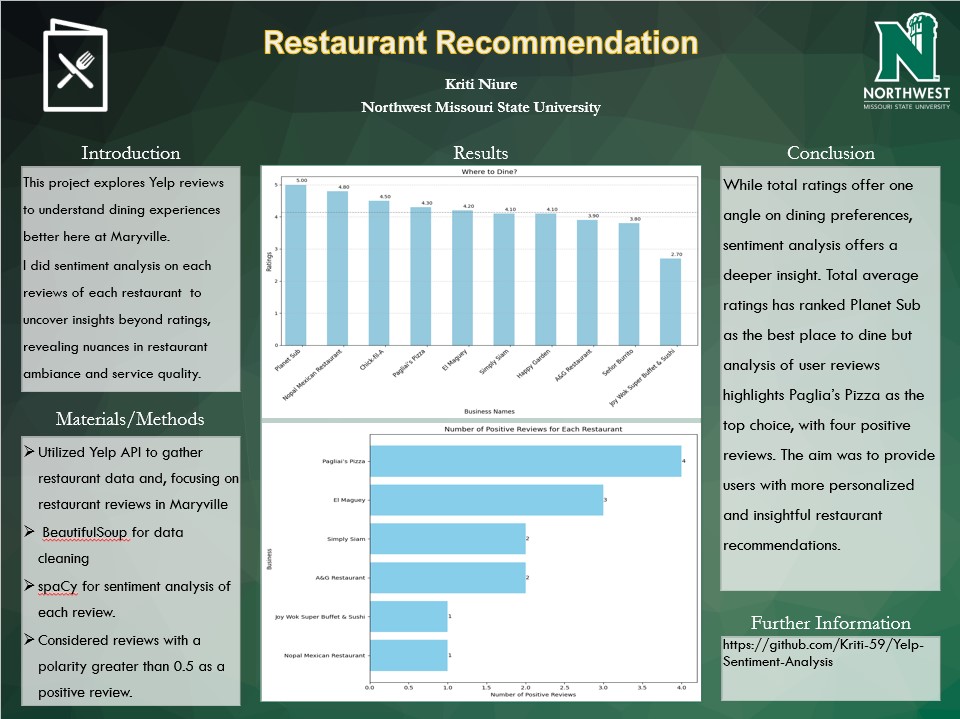 Restaurant Recommendation
Kriti Niure
Northwest Missouri State University
N
NORTHWEST
MISSOURI STATE UNIVERSITY
Introduction
This project explores Yelp reviews
to understand dining experiences
better here at Maryville.
I did sentiment analysis on each
reviews of each restaurant to
uncover insights beyond ratings,
revealing nuances in restaurant
ambiance and service quality.
Materials/Methods
Utilized Yelp API to gather
restaurant data and, focusing on
restaurant reviews in Maryville
BeautifulSoup for data
cleaning
spaCy for sentiment analysis of
each review.
Considered reviews with a
polarity greater than 0.5 as a
positive review.
Results
Where to Dine?
Ratings
5
4
3
2
1
0
5.00
4.80
4.50
4.30
4.20
4.10
4.10
3.90
3.80
2.70
Planet Sub
Nopal Mexican Restaurant
Chick-fil-A
Pagliai's Pizza
El Maguey
Simply Siam
Happy Garden
A&G Restaurant
Señor Burrito
Joy Wok Super Buffet & Sushi
Business Names
Number of Positive Reviews for Each Restaurant
Business
Pagliai's Pizza
4
El Maguey
3
Simply Siam
2
A&G Restaurant
2
Joy Wok Super Buffet & Sushi
1
Nopal Mexican Restaurant
1
0.0 0.5 1.0 1.5 2.0 2.5 3.0 3.5 4.0
Number of Positive Reviews
Conclusion
While total ratings offer one
angle on dining preferences,
sentiment analysis offers a
deeper insight. Total average
ratings has ranked Planet Sub
as the best place to dine but
analysis of user reviews
highlights Paglia's Pizza as the
top choice, with four positive
reviews. The aim was to provide
users with more personalized
and insightful restaurant
recommendations.
Further Information
https://github.com/Kriti-59/Yelp-
Sentiment-Analysis